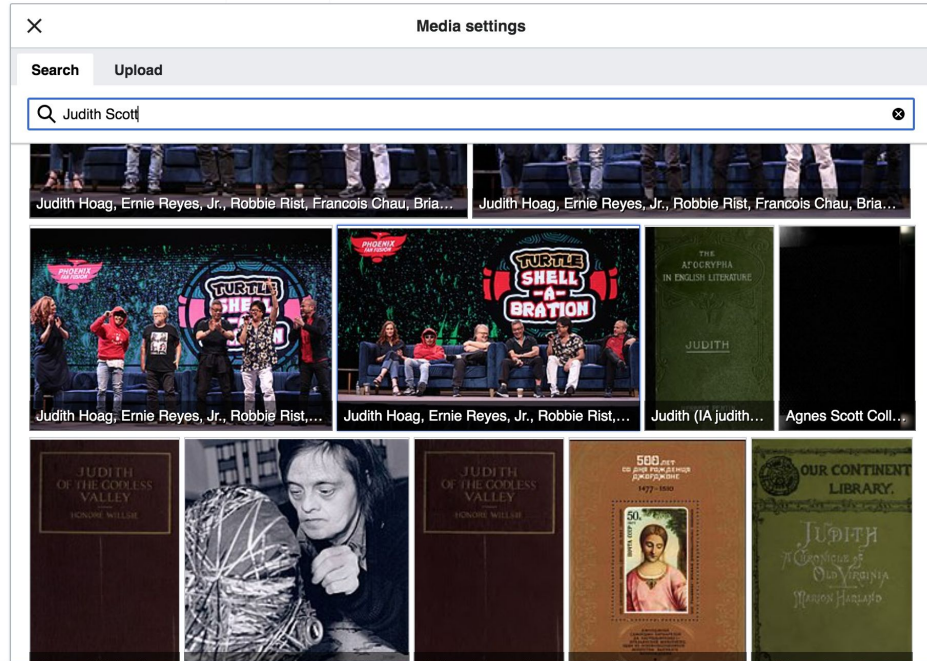 Media settings
Search
Upload
Judith Scott
Judith Hoag, Ernie Reyes, Jr., Robbie Rist, Francois Chau, Bria…
Judith Hoag, Ernie Reyes, Jr., Robbie Rist, Francois Chau, Bria…
PHOENIX
FAN FUSION
TURTLE
SHELL
Judith Hoag, Ernie Reyes, Jr., Robbie Rist,…
PHOENIX
FAN FUSION
TURTLE
SHELL
-A-
BRATION
Judith Hoag, Ernie Reyes, Jr., Robbie Rist,…
THE
APOCRYPHA
IN ENGLISH LITERATURE
JUDITH
Judith (IA judith…
Agnes Scott Coll…
JUDITH
OF THE GODLESS
VALLEY
HONORÉ WILLSIE
JUDITH
OF THE GODLESS
VALLEY
HONORÉ WILLSIE
500 ЛЕТ
СО ДНЯ РОЖДЕНИЯ
ДЖОРДЖОНЕ
50к
ПОЧТА СССР
OUR CONTINENT
LIBRARY.
JUDITH
A CHRONICLE OF
OLD VIRGINIA
MARION HARLAND